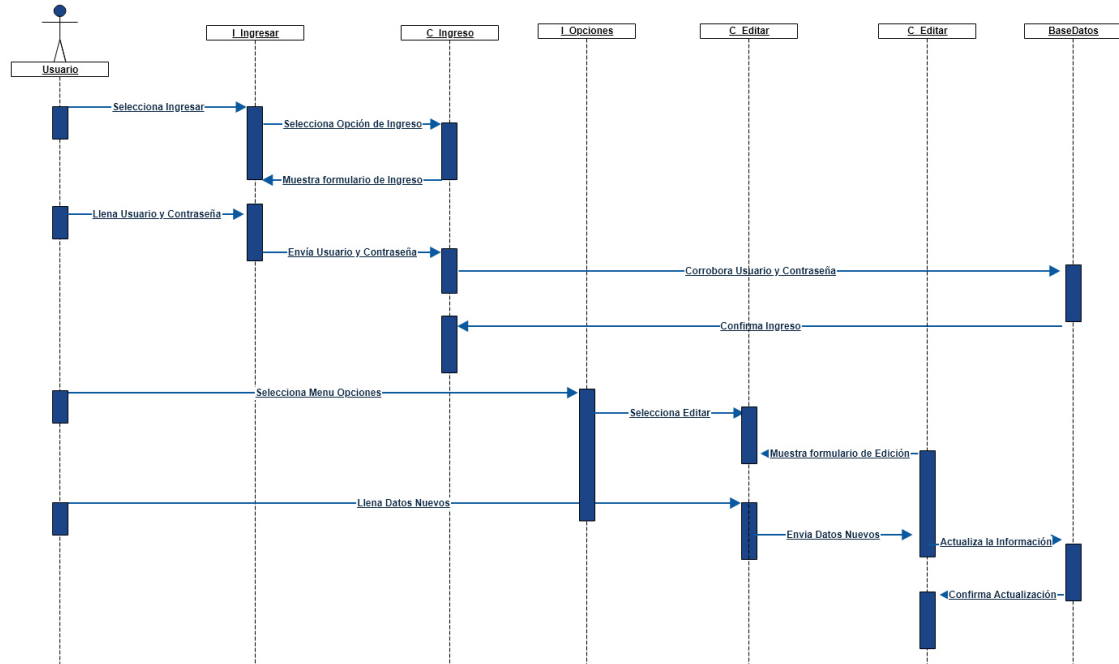 I_Ingresar
C_Ingreso
I_Opciones
C_Editar
C_Editar
BaseDatos
Usuario
Selecciona Ingresar
Selecciona Opción de Ingreso
Muestra formulario de Ingreso
Llena Usuario y Contraseña
Envía Usuario y Contraseña
Corrobora Usuario y Contraseña
Confirma Ingreso
Selecciona Menu Opciones
Selecciona Editar
Muestra formulario de Edición
Llena Datos Nuevos
Envia Datos Nuevos
Actualiza la Información
Confirma Actualización